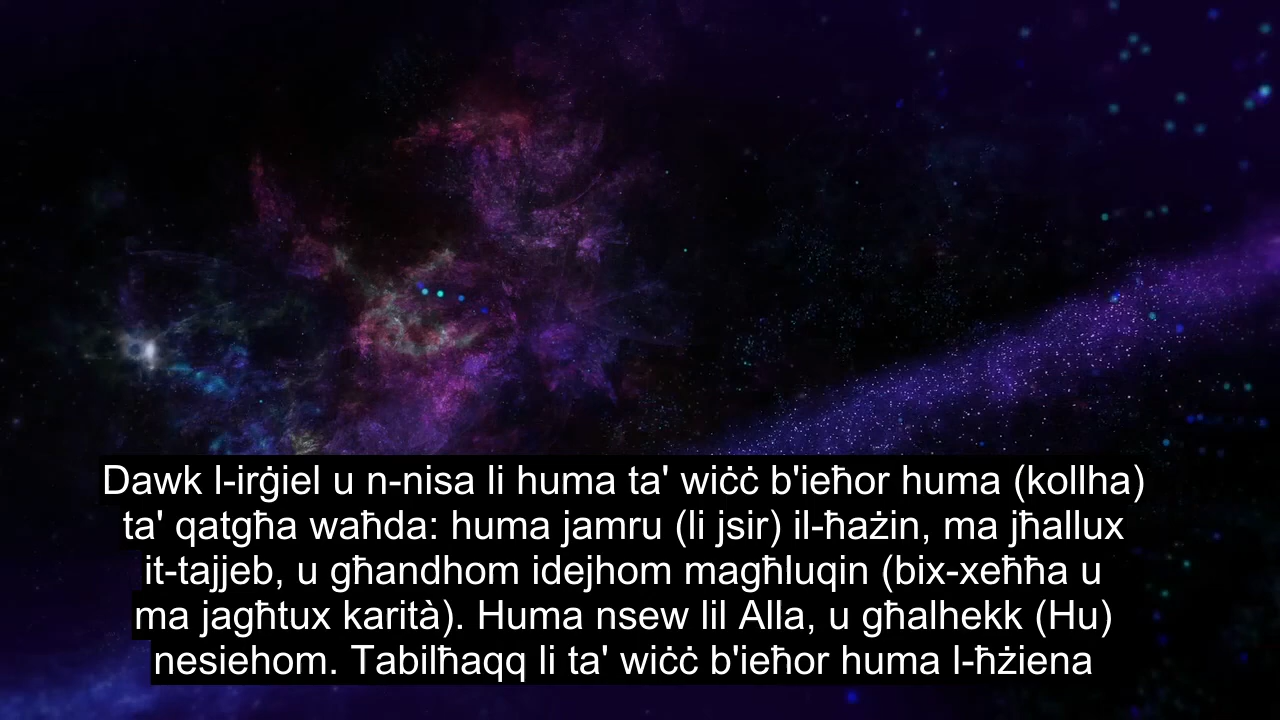 Dawk l-irġiel u n-nisa li huma ta' wiċċ b'ieħor huma (kollha)
ta' qatgħa waħda: huma jamru (li jsir) il-ħażin, ma jħallux
it-tajjeb, u għandhom idejhom magħluqin (bix-xeħħa u
ma jagħtux karità). Huma nsew lil Alla, u għalhekk (Hu)
nesiehom. Tabilħaqq li ta' wiċċ b'ieħor huma l-ħżiena